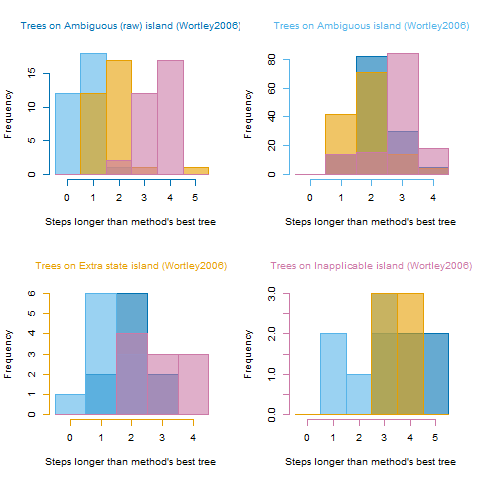 Trees on Ambiguous (raw) island (Wortley2006)
Frequency
0 5 10 15
0 1 2 3 4 5
Steps longer than method's best tree
Trees on Ambiguous island (Wortley2006)
Frequency
0 20 40 60 80
0 1 2 3 4
Steps longer than method's best tree
Trees on Extra state island (Wortley2006)
Frequency
0 1 2 3 4 5 6
0 1 2 3 4
Steps longer than method's best tree
Trees on Inapplicable island (Wortley2006)
Frequency
0.0 1.0 2.0 3.0
0 1 2 3 4 5
Steps longer than method's best tree